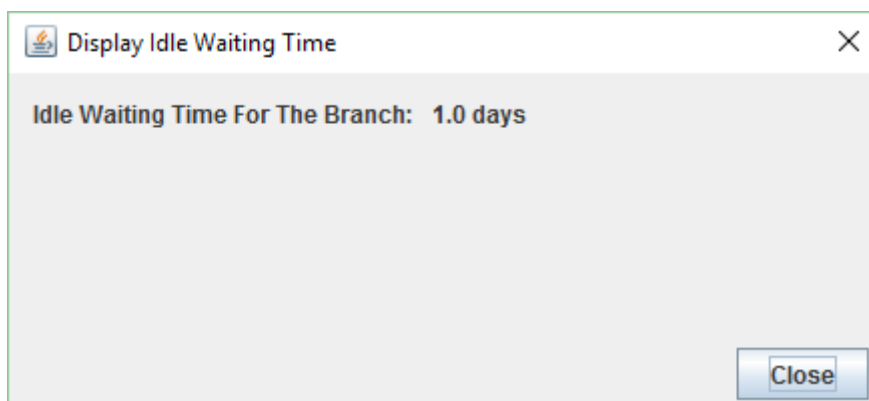 Display Idle Waiting Time
Idle Waiting Time For The Branch: 1.0 days
Close